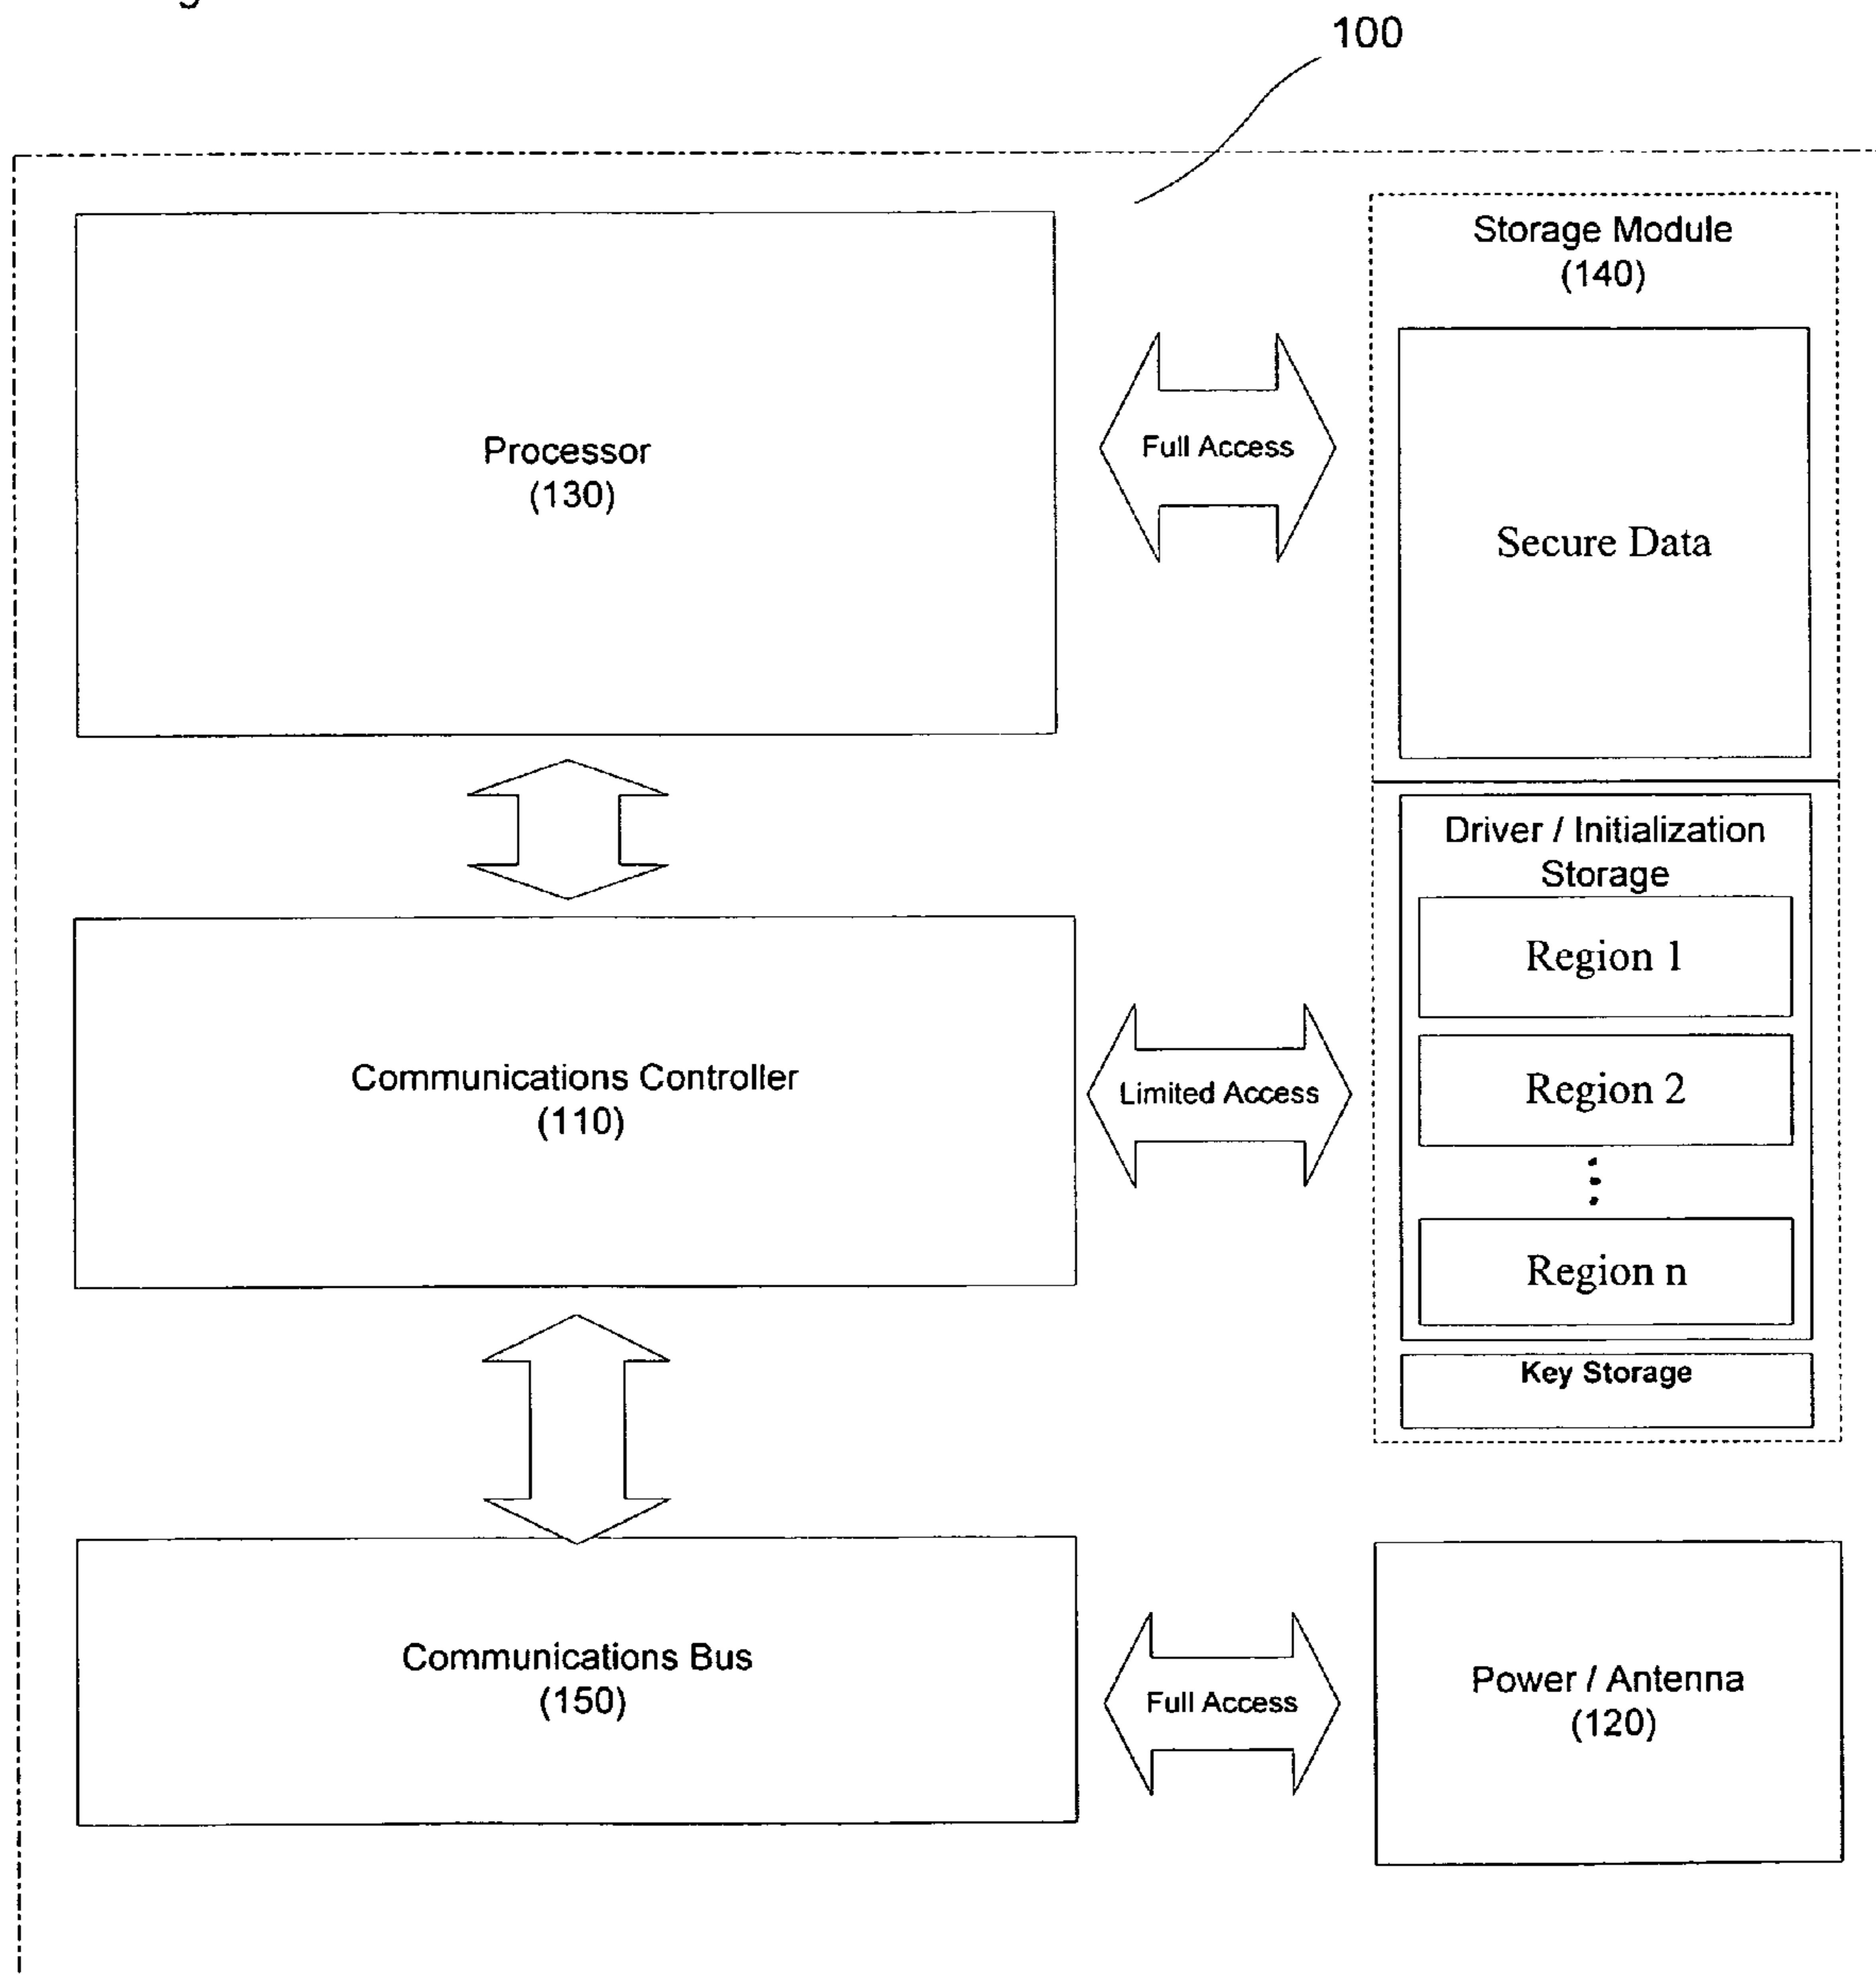 100
Storage Module
(140)
Processor
(130)
Full Access
Secure Data
Driver / Initialization
Storage
Region 1
Communications Controller
(110)
Limited Access
Region 2
Region n
Key Storage
Communications Bus
(150)
Full Access
Power / Antenna
(120)